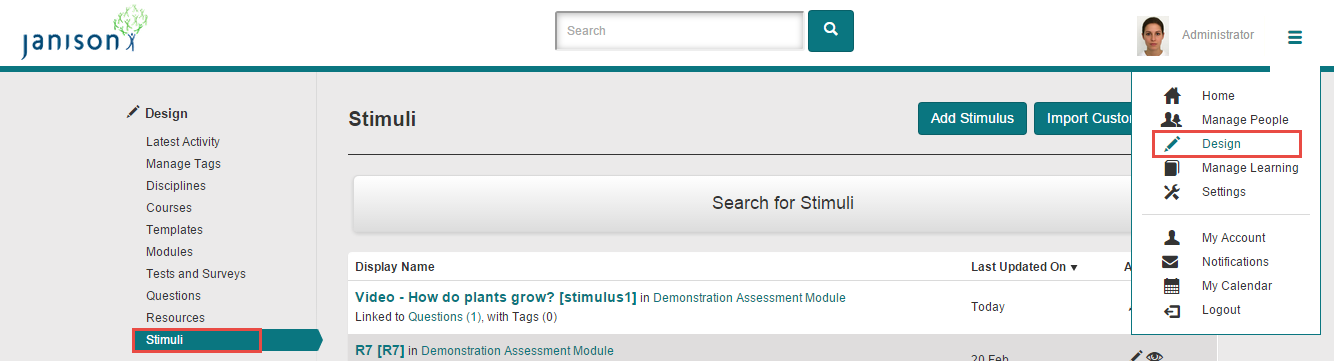 janison
Search
Administrator
Home
Manage People
Design
Manage Learning
Settings
My Account
Notifications
My Calendar
Logout
Design
Latest Activity
Manage Tags
Disciplines
Courses
Templates
Modules
Tests and Surveys
Questions
Resources
Stimuli
Stimuli
Add Stimulus
Import Custo
Search for Stimuli
Display Name Last Updated On
Video - How do plants grow? [stimulus1] in Demonstration Assessment Module
Linked to Questions (1), with Tags (0)
Today
R7 [R7] in Demonstration Assessment Module
20 Feb